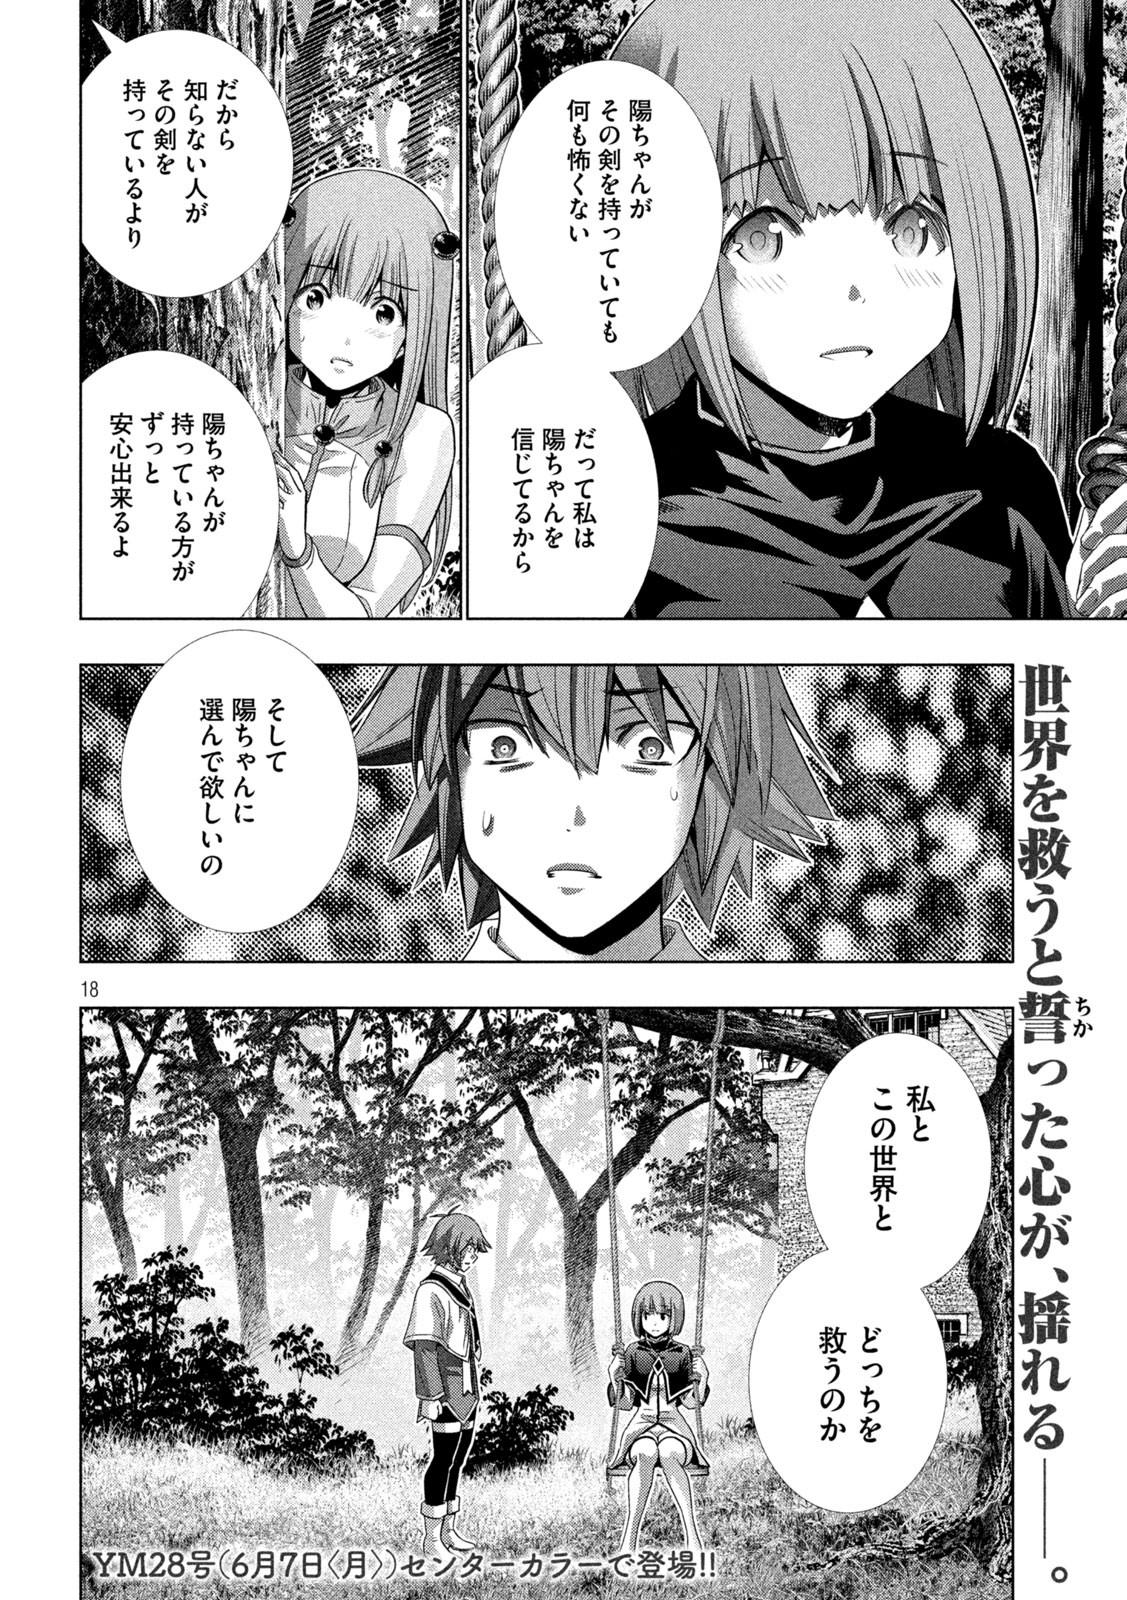 陽ちゃんが
その剣を持っていても
何も怖くない
だって私は
陽ちゃんを
信じてるから
だから
知らない人が
その剣を
持っているより
陽ちゃんが
持っている方が
ずっと
安心出来るよ
そして
陽ちゃんに
選んで欲しいの
私と
この世界と
どっちを
救うのか
世界を救うと誓った心が、揺れる――。
ちか
18
YM28号(6月7日〈月〉)センターカラーで登場!!